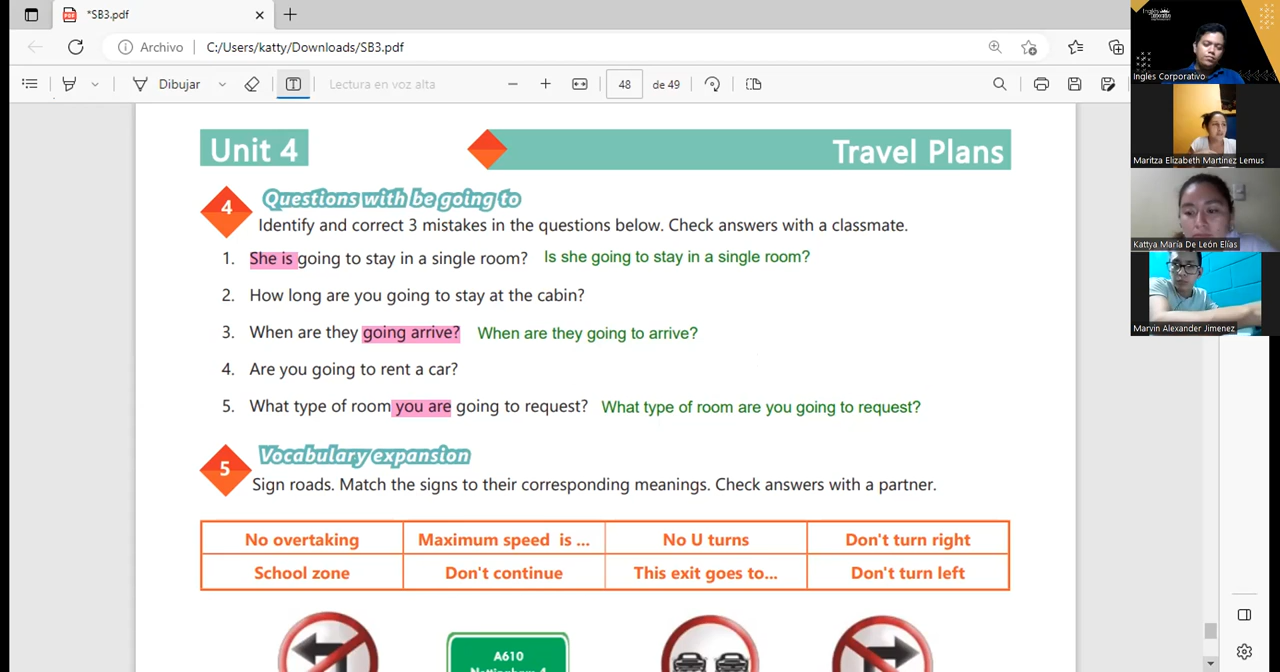 *SB3.pdf
Archivo
C:/Users/katty/Downloads/SB3.pdf
Dibujar
Lectura en voz alta
48
de 49
Unit 4
Travel Plans
4
Questions with be going to
Identify and correct 3 mistakes in the questions below. Check answers with a classmate.
1. She is going to stay in a single room? Is she going to stay in a single room?
2. How long are you going to stay at the cabin?
3. When are they going arrive? When are they going to arrive?
4. Are you going to rent a car?
5. What type of room you are going to request? What type of room are you going to request?
5
Vocabulary expansion
Sign roads. Match the signs to their corresponding meanings. Check answers with a partner.
No overtaking Maximum speed is ... No U turns Don't turn right
School zone Don't continue This exit goes to... Don't turn left
A610
Nottingham 4
Ingles Corporativo
Maritza Elizabeth Martinez Lemus
Kattya María De León Elías
Marvin Alexander Jimenez